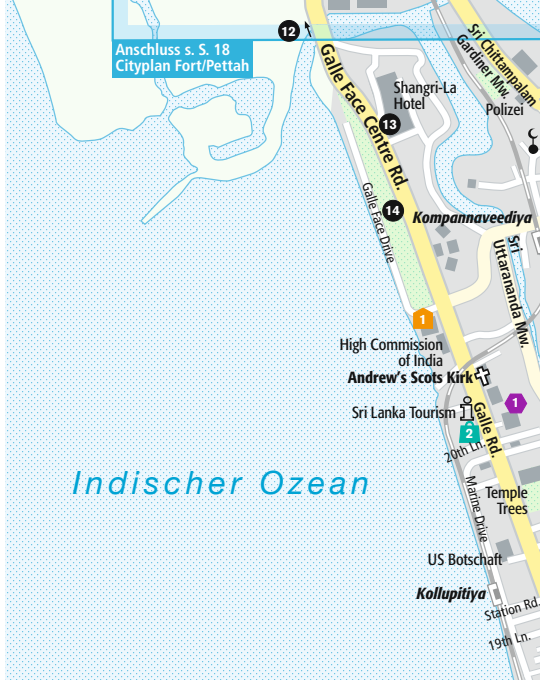 12
Anschluss s. S. 18
Cityplan Fort/Pettah
Galle Face Centre Rd.
Sri Chittampalam
Gardiner Mw.
Shangri-La
Hotel
Polizei
13
14
Galle Face Drive
Kompannaveediya
Sri
Uttarananda Mw.
1
High Commission
of India
Andrew's Scots Kirk
1
Sri Lanka Tourism
Galle Rd.
2
20th Ln.
Indischer Ozean
Marine Drive
Temple
Trees
US Botschaft
Kollupitiya
Station Rd.
19th Ln.